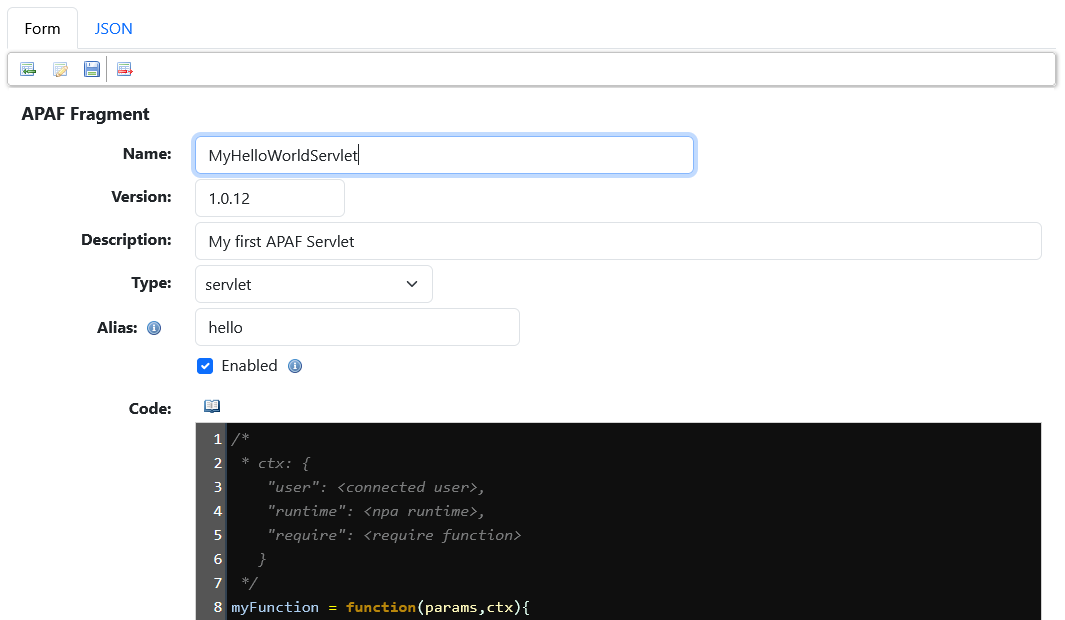 Form JSON
APAF Fragment
Name: MyHelloWorldServlet
Version: 1.0.12
Description: My first APAF Servlet
Type: servlet
Alias: hello
Enabled
Code:
1 /*
2  * ctx: {
3     "user": <connected user>,
4     "runtime": <npa runtime>,
5     "require": <require function>
6    }
7  */
8 myFunction = function(params,ctx){